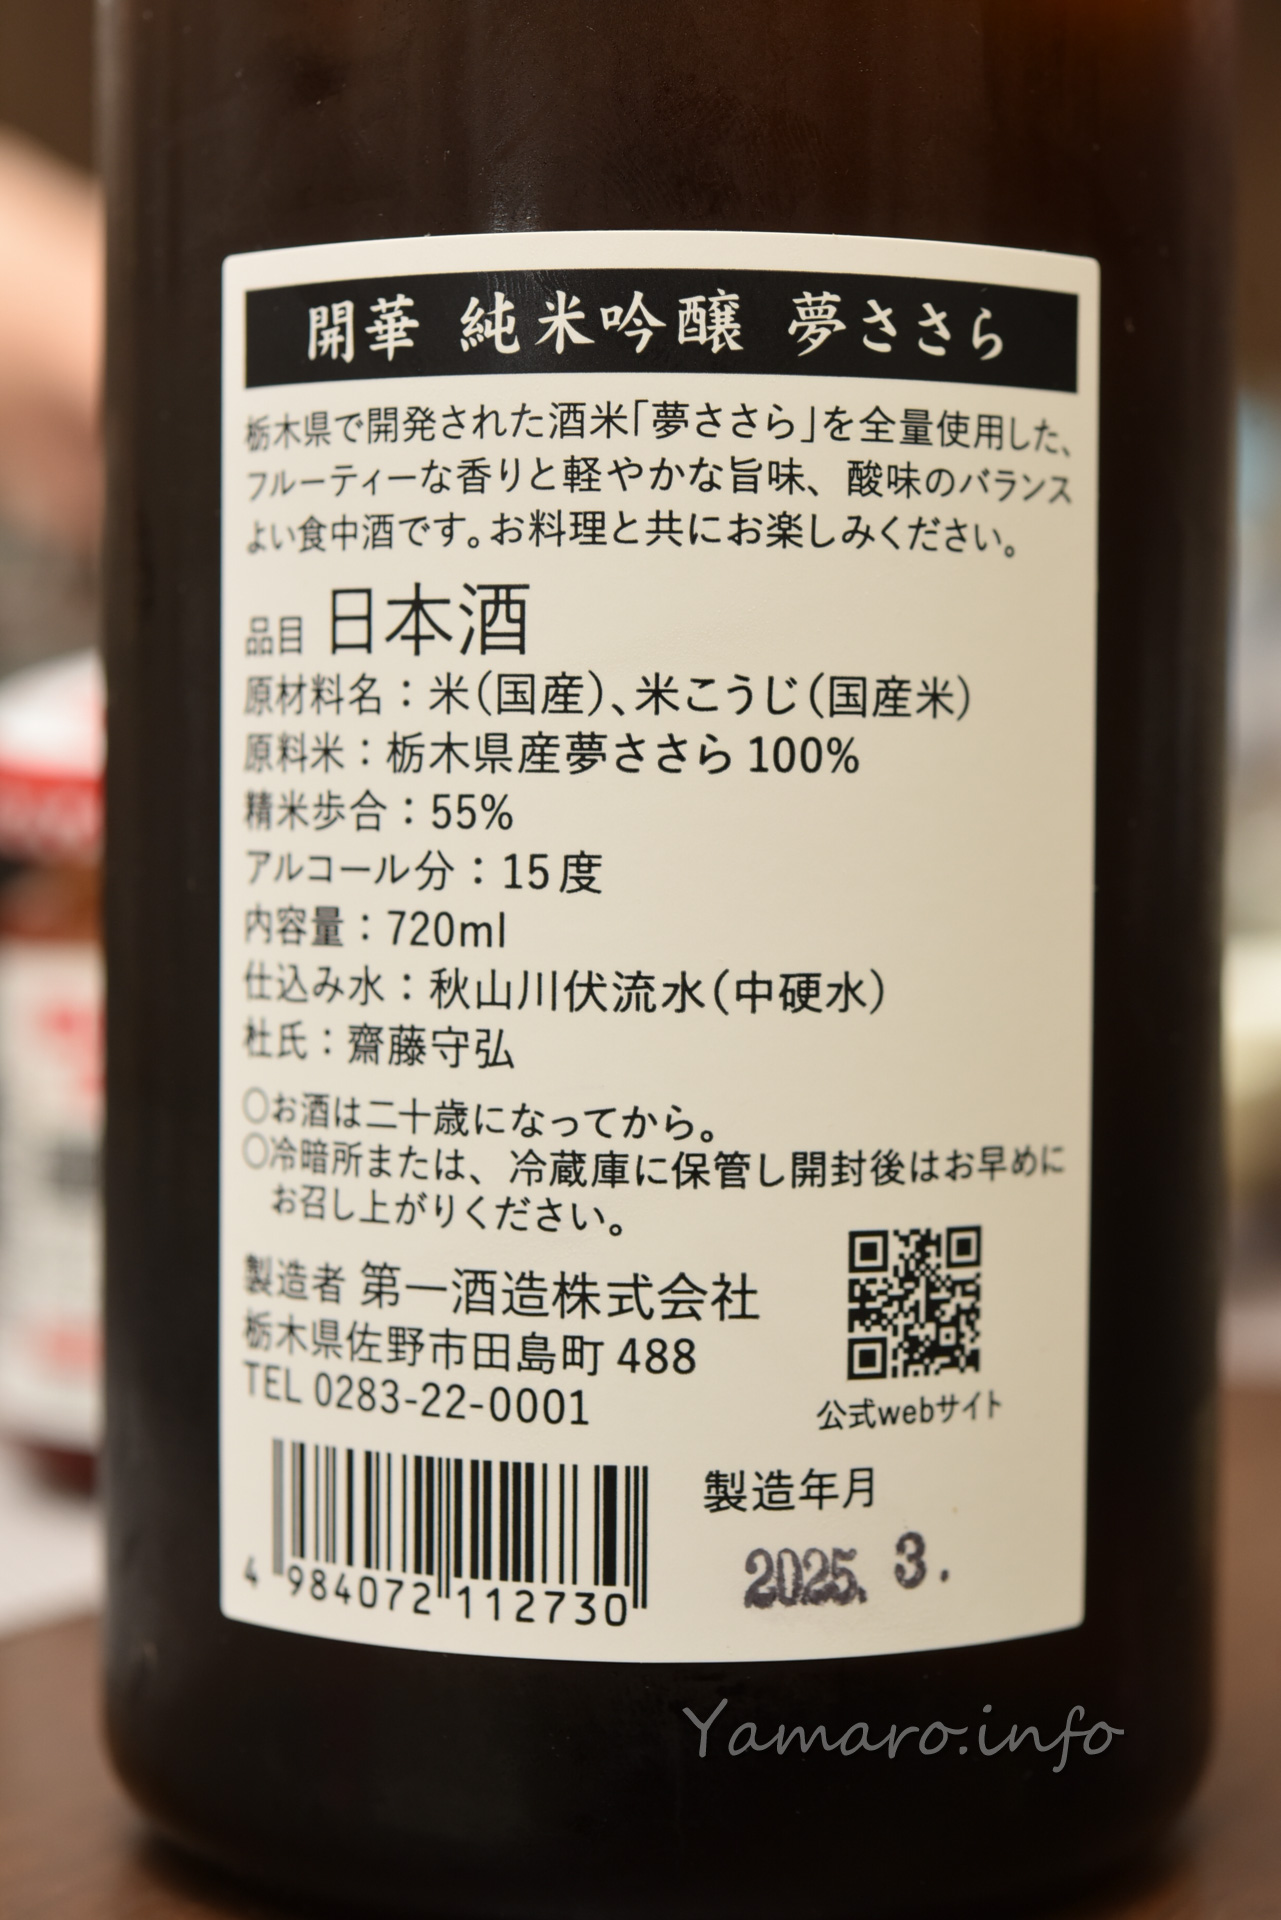 開華 純米吟醸 夢ささら
栃木県で開発された酒米「夢ささら」を全量使用した、
フルーティーな香りと軽やかな旨味、酸味のバランス
よい食中酒です。お料理と共にお楽しみください。
品目 日本酒
原材料名：米(国産)、米こうじ(国産米)
原料米：栃木県産夢ささら100%
精米歩合：55%
アルコール分：15度
内容量：720ml
仕込み水：秋山川伏流水(中硬水)
杜氏：齋藤守弘
○お酒は二十歳になってから。
○冷暗所または、冷蔵庫に保管し開封後はお早めに
お召し上がりください。
製造者 第一酒造株式会社
栃木県佐野市田島町488
TEL 0283-22-0001
公式webサイト
製造年月
2025. 3.
4 984072 112730
Yamaro.info